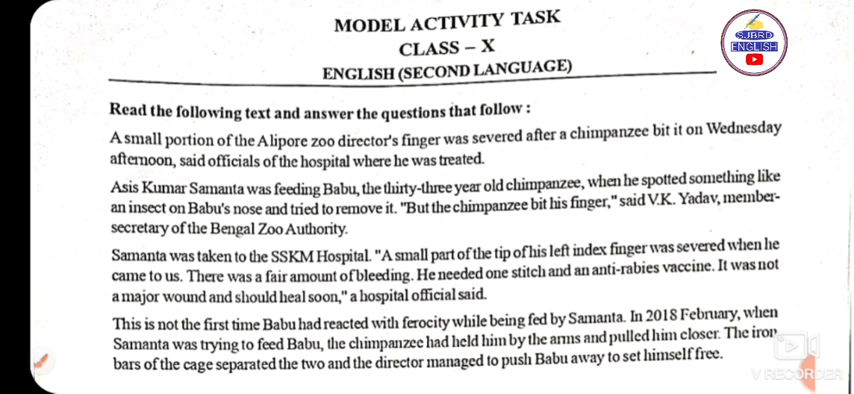 MODEL ACTIVITY TASK
CLASS – X
ENGLISH (SECOND LANGUAGE)
SJBRD
ENGLISH
Read the following text and answer the questions that follow :
A small portion of the Alipore zoo director's finger was severed after a chimpanzee bit it on Wednesday
afternoon, said officials of the hospital where he was treated.
Asis Kumar Samanta was feeding Babu, the thirty-three year old chimpanzee, when he spotted something like
an insect on Babu's nose and tried to remove it. "But the chimpanzee bit his finger," said V.K. Yadav, member-
secretary of the Bengal Zoo Authority.
Samanta was taken to the SSKM Hospital. "A small part of the tip of his left index finger was severed when he
came to us. There was a fair amount of bleeding. He needed one stitch and an anti-rabies vaccine. It was not
a major wound and should heal soon," a hospital official said.
This is not the first time Babu had reacted with ferocity while being fed by Samanta. In 2018 February, when
Samanta was trying to feed Babu, the chimpanzee had held him by the arms and pulled him closer. The iron
bars of the cage separated the two and the director managed to push Babu away to set himself free.
V RECORDER